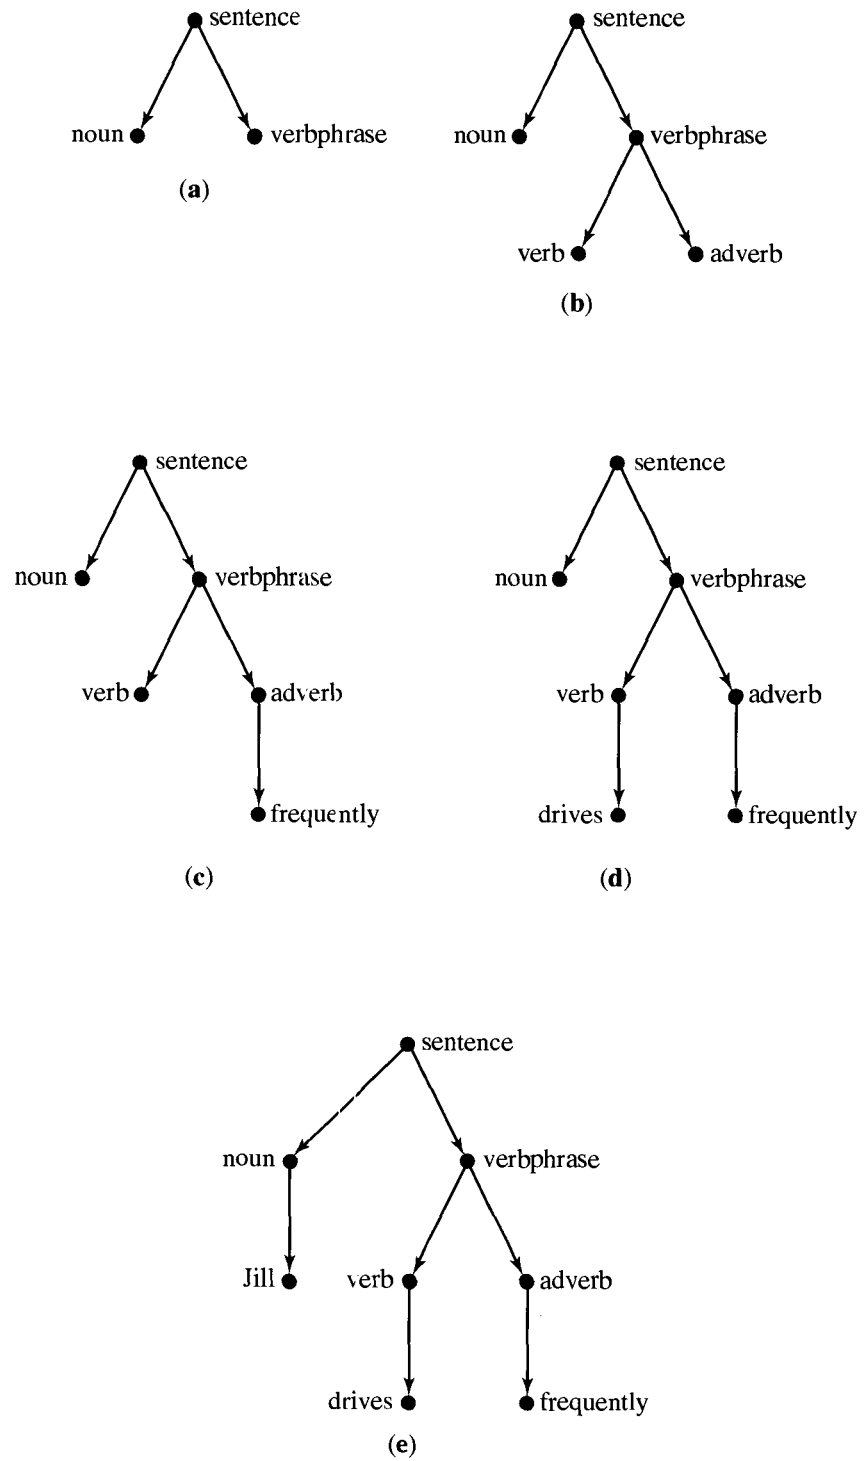 sentence sentence
noun verbphrase noun verbphrase
(a)
verb adverb
(b)
sentence sentence
noun verbphrase noun verbphrase
verb adverb verb adverb
frequently drives frequently
(c) (d)
sentence
noun verbphrase
Jill verb adverb
drives frequently
(e)